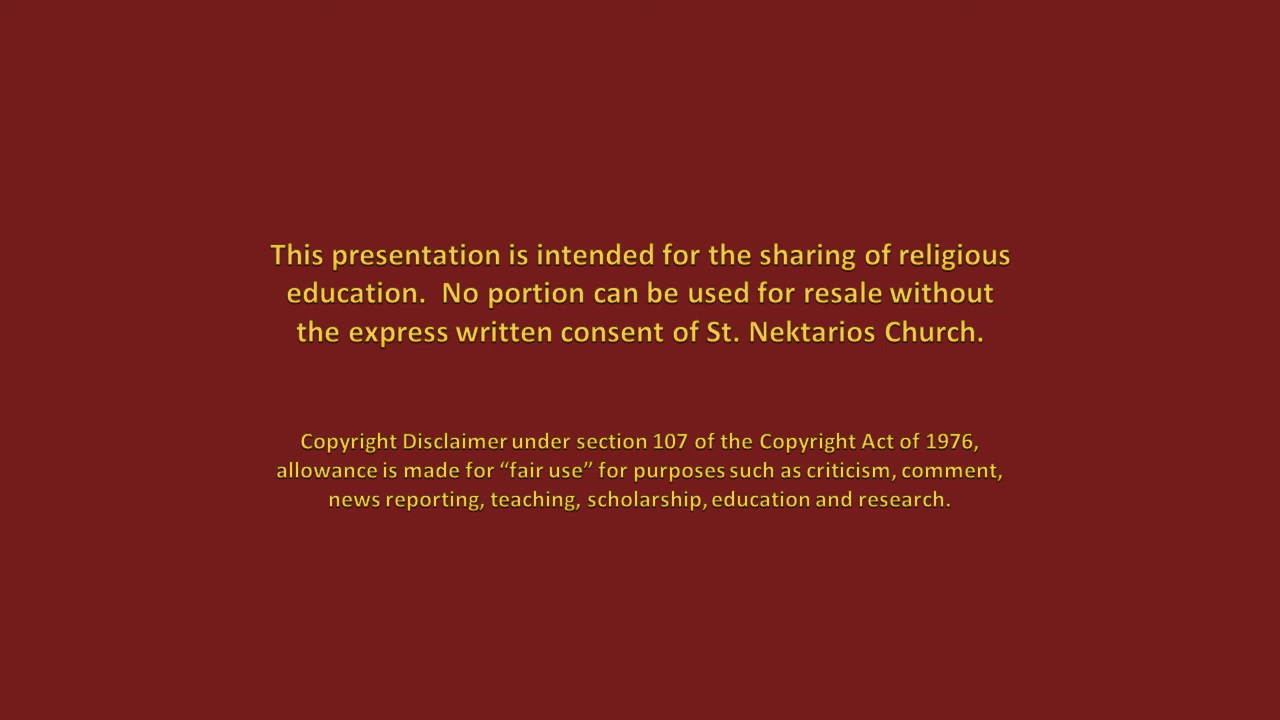 This presentation is intended for the sharing of religious
education.  No portion can be used for resale without
the express written consent of St. Nektarios Church.
Copyright Disclaimer under section 107 of the Copyright Act of 1976,
allowance is made for “fair use” for purposes such as criticism, comment,
news reporting, teaching, scholarship, education and research.